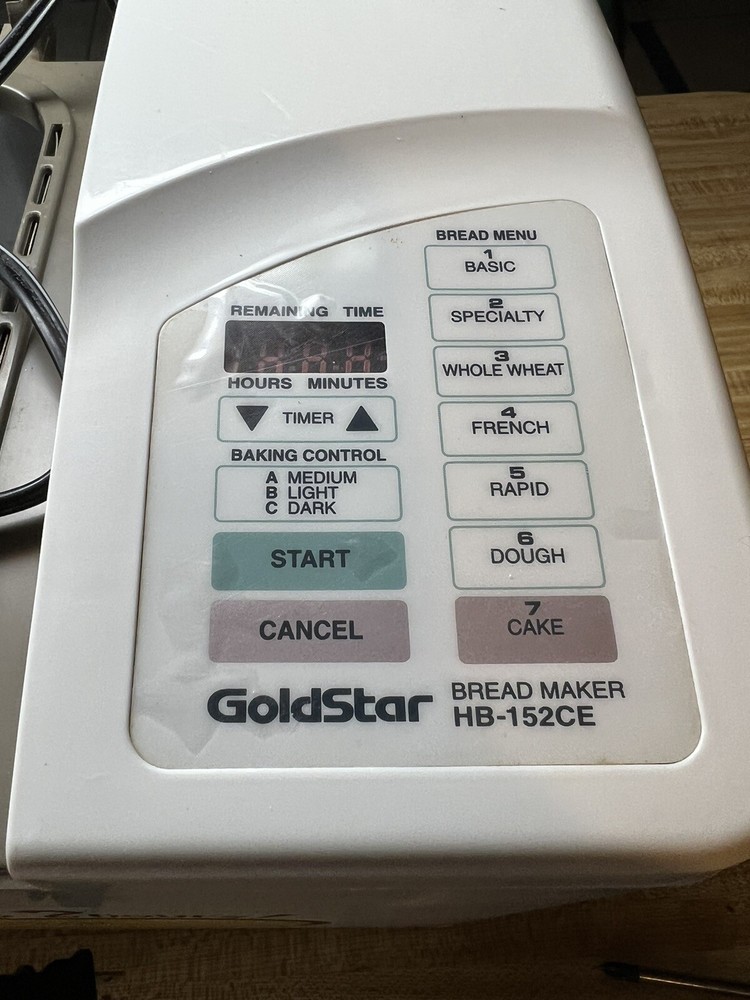 REMAINING TIME
HOURS MINUTES
TIMER
BAKING CONTROL
A MEDIUM
B LIGHT
C DARK
START
CANCEL
BREAD MENU
1
BASIC
2
SPECIALTY
3
WHOLE WHEAT
4
FRENCH
5
RAPID
6
DOUGH
7
CAKE
GoldStar
BREAD MAKER
HB-152CE